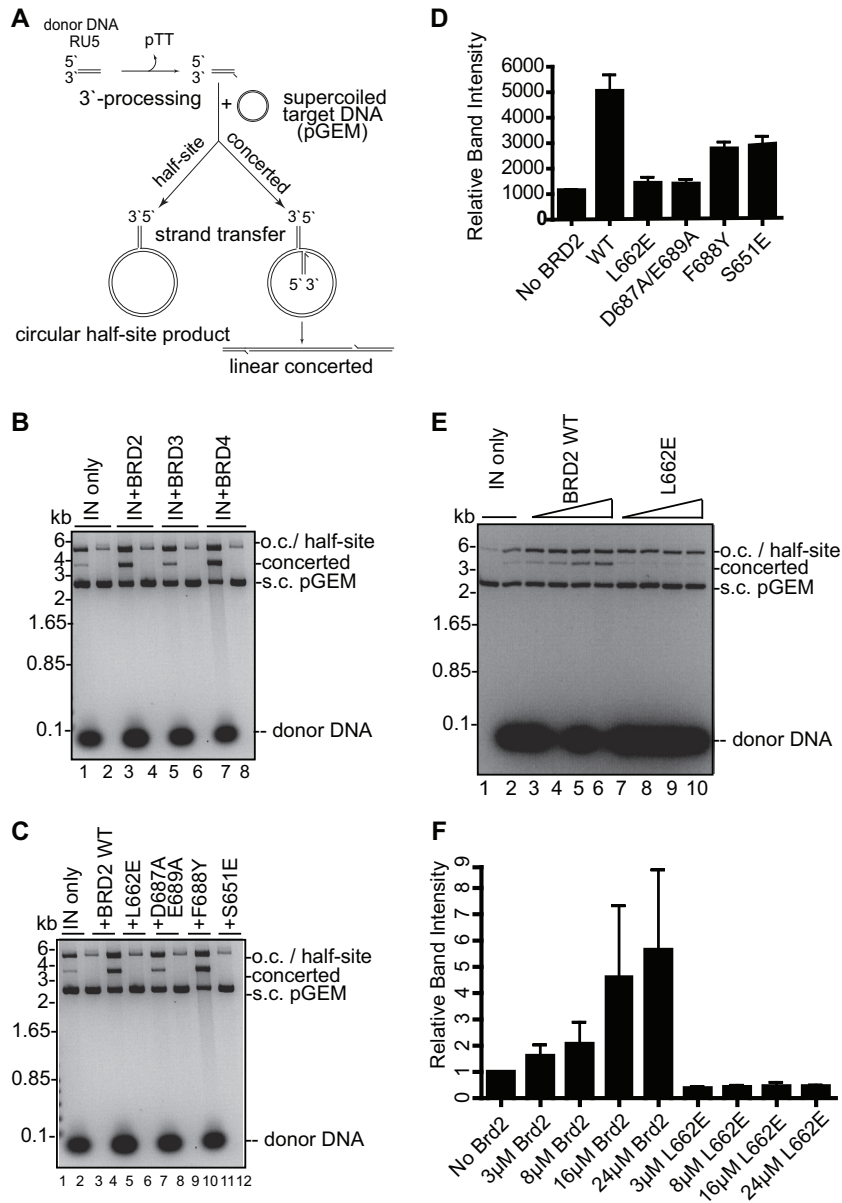 A
donor DNA
RU5
pTT
5`
3`
5`
3`
3`-processing
+
supercoiled
target DNA
(pGEM)
half-site
concerted
3`5`
3`5`
strand transfer
5`3`
circular half-site product
linear concerted
B
IN only
IN+BRD2
IN+BRD3
IN+BRD4
kb
6-
4-
3-
2-
1.65-
0.85-
0.1-
o.c./ half-site
concerted
s.c. pGEM
-- donor DNA
1 2 3 4 5 6 7 8
C
IN only
+BRD2 WT
+L662E
+D687A
E689A
+F688Y
+S651E
kb
6-
4-
3-
2-
1.65-
0.85-
0.1-
o.c. / half-site
concerted
s.c. pGEM
-- donor DNA
1 2 3 4 5 6 7 8 9 10 11 12
D
Relative Band Intensity
6000
5000
4000
3000
2000
1000
0
No BRD2
WT
L662E
D687A/E689A
F688Y
S651E
E
IN only
BRD2 WT
L662E
kb
6-
3-
2-
1.65-
0.85-
0.1-
o.c. / half-site
concerted
s.c. pGEM
-- donor DNA
1 2 3 4 5 6 7 8 9 10
F
Relative Band Intensity
9
8
7
6
5
4
3
2
1
0
No Brd2
3µM Brd2
8µM Brd2
16µM Brd2
24µM Brd2
3µM L662E
8µM L662E
16µM L662E
24µM L662E